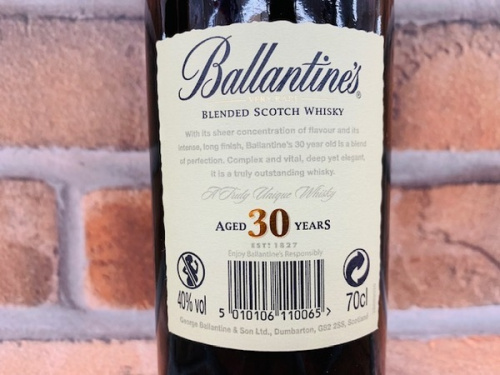 Ballantine's®
BLENDED SCOTCH WHISKY
With its sheer concentration of flavour and its
intense, long finish, Ballantine's 30 year old is a blend
of perfection. Complex and vital, deep yet elegant,
it is a truly outstanding whisky.
A Truly Unique Whisky
AGED 30 YEARS
ESTD 1827
Enjoy Ballantine's Responsibly
40% vol
5 010106 110065 >
70cl
George Ballantine & Son Ltd., Dumbarton, G82 2SS, Scotland